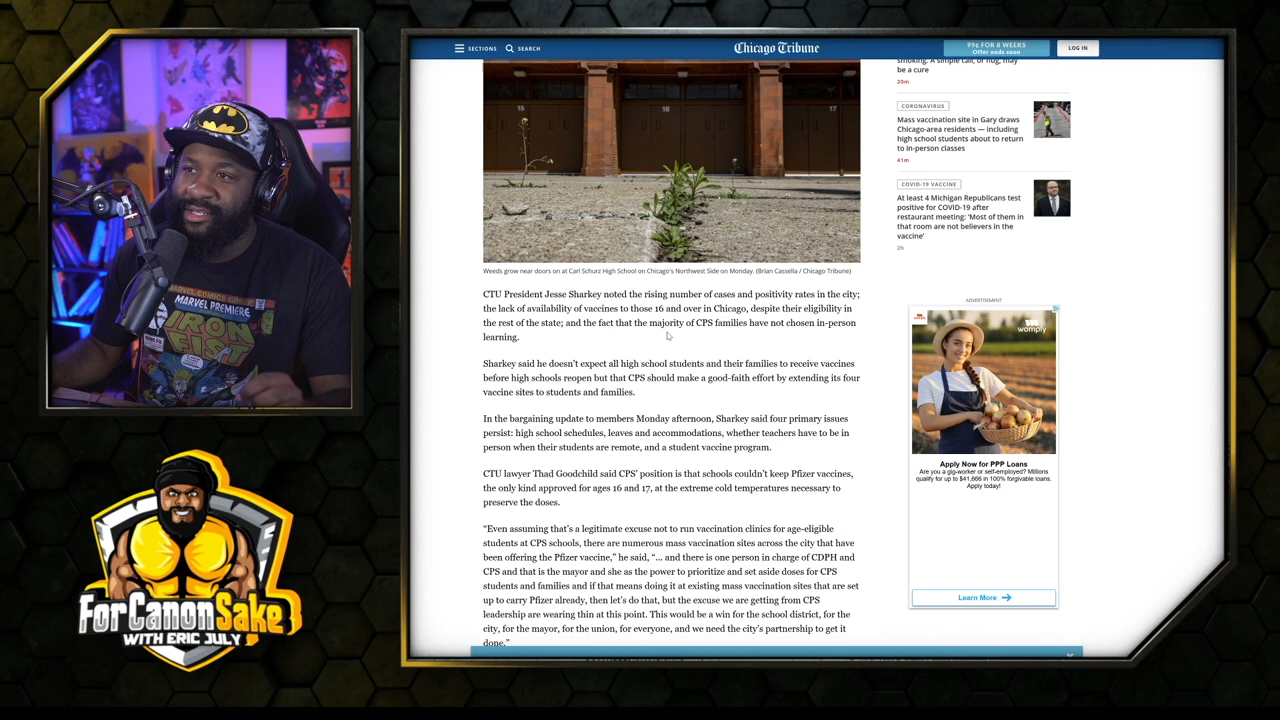 SECTIONS
SEARCH
Chicago Tribune
99¢ FOR 8 WEEKS
Offer ends soon
LOG IN
15
16
17
Weeds grow near doors on at Carl Schurz High School on Chicago's Northwest Side on Monday. (Brian Cassella / Chicago Tribune)
CTU President Jesse Sharkey noted the rising number of cases and positivity rates in the city;
the lack of availability of vaccines to those 16 and over in Chicago, despite their eligibility in
the rest of the state; and the fact that the majority of CPS families have not chosen in-person
learning.
Sharkey said he doesn't expect all high school students and their families to receive vaccines
before high schools reopen but that CPS should make a good-faith effort by extending its four
vaccine sites to students and families.
In the bargaining update to members Monday afternoon, Sharkey said four primary issues
persist: high school schedules, leaves and accommodations, whether teachers have to be in
person when their students are remote, and a student vaccine program.
CTU lawyer Thad Goodchild said CPS' position is that schools couldn't keep Pfizer vaccines,
the only kind approved for ages 16 and 17, at the extreme cold temperatures necessary to
preserve the doses.
“Even assuming that's a legitimate excuse not to run vaccination clinics for age-eligible
students at CPS schools, there are numerous mass vaccination sites across the city that have
been offering the Pfizer vaccine,” he said, “… and there is one person in charge of CDPH and
CPS and that is the mayor and she as the power to prioritize and set aside doses for CPS
students and families and if that means doing it at existing mass vaccination sites that are set
up to carry Pfizer already, then let's do that, but the excuse we are getting from CPS
leadership are wearing thin at this point. This would be a win for the school district, for the
city, for the mayor, for the union, for everyone, and we need the city's partnership to get it
done.”
smoking. A simple call, or hug, may
be a cure
20m
CORONAVIRUS
Mass vaccination site in Gary draws
Chicago-area residents — including
high school students about to return
to in-person classes
41m
COVID-19 VACCINE
At least 4 Michigan Republicans test
positive for COVID-19 after
restaurant meeting: ‘Most of them in
that room are not believers in the
vaccine’
2h
ADVERTISEMENT
womply
Apply Now for PPP Loans
Are you a gig-worker or self-employed? Millions
qualify for up to $41,666 in 100% forgivable loans.
Apply today!
Learn More
MARVEL COMICS GROUP
MARVEL PREMIERE
IRON
FIST
ForCanonSake
WITH ERIC JULY